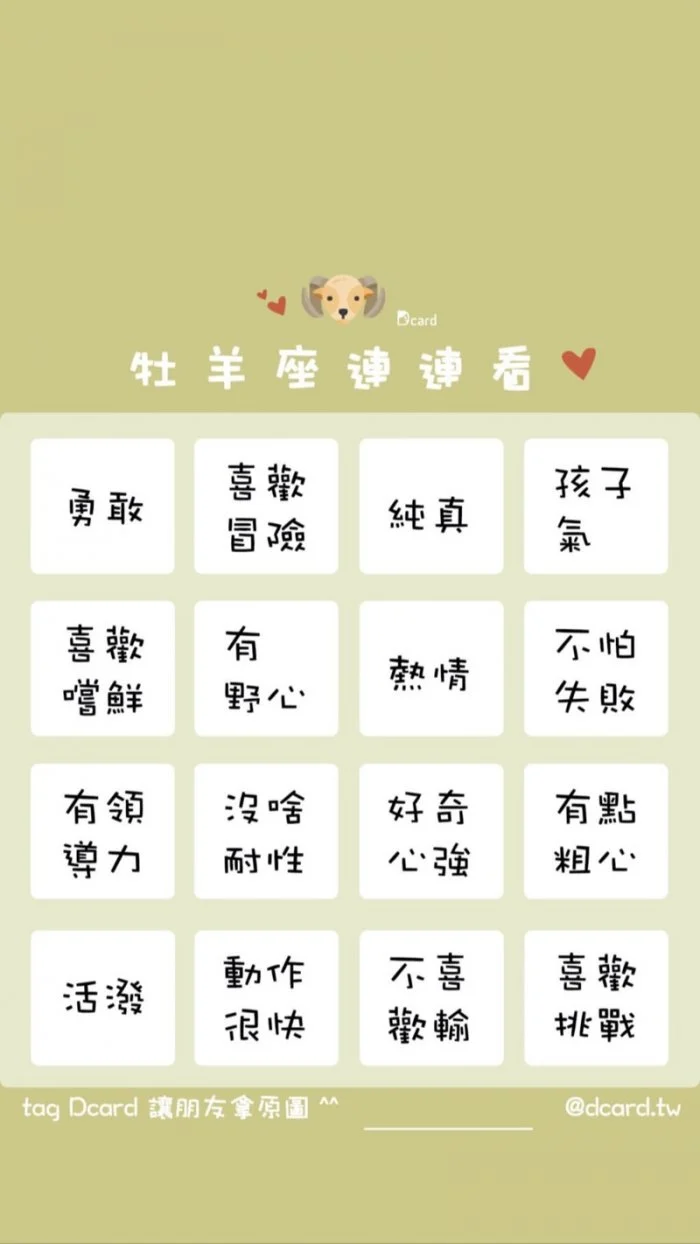 Dcard
牡羊座連連看
勇敢
喜歡
冒險
純真
孩子
氣
喜歡
嚐鮮
有
野心
熱情
不怕
失敗
有領
導力
沒啥
耐性
好奇
心強
有點
粗心
活潑
動作
很快
不喜
歡輸
喜歡
挑戰
tag Dcard 讓朋友拿原圖 ^^
@dcard.tw